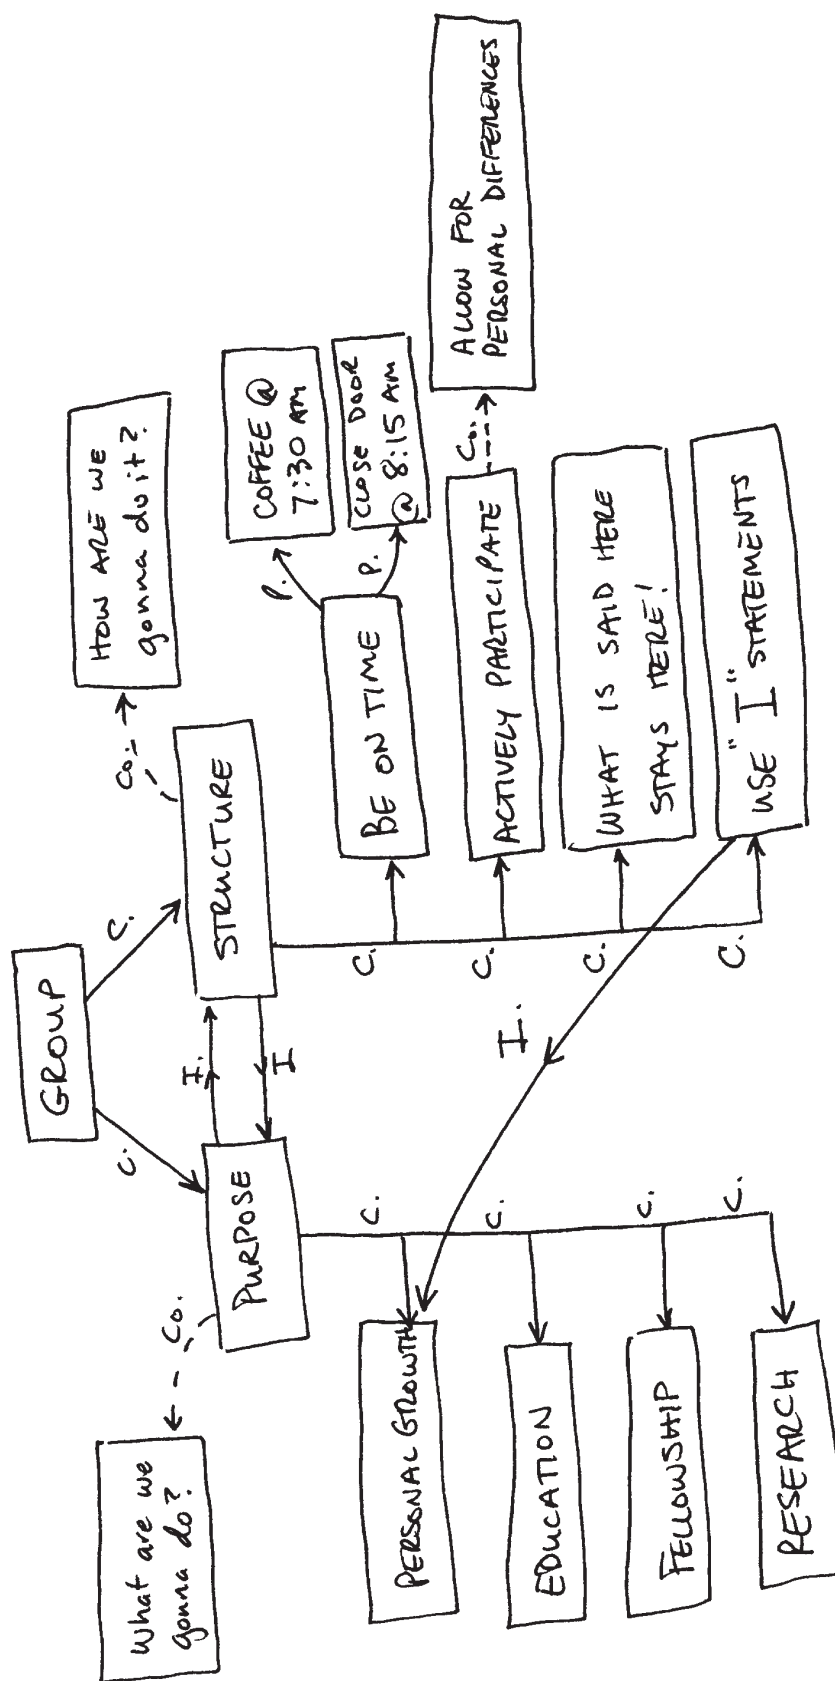 GROUP
C.
C.
What are we
gonna do?
Co.
PURPOSE
I.
I
STRUCTURE
Co.
HOW ARE WE
gonna do it?
C.
PERSONAL GROWTH
C.
EDUCATION
C.
FELLOWSHIP
C.
RESEARCH
I.
C.
BE ON TIME
P.
COFFEE @
7:30 AM
P.
CLOSE DOOR
@ 8:15 AM
C.
ACTIVELY PARTICIPATE
Co.
ALLOW FOR
PERSONAL DIFFERENCES
C.
WHAT IS SAID HERE
STAYS HERE!
C.
USE "I" STATEMENTS